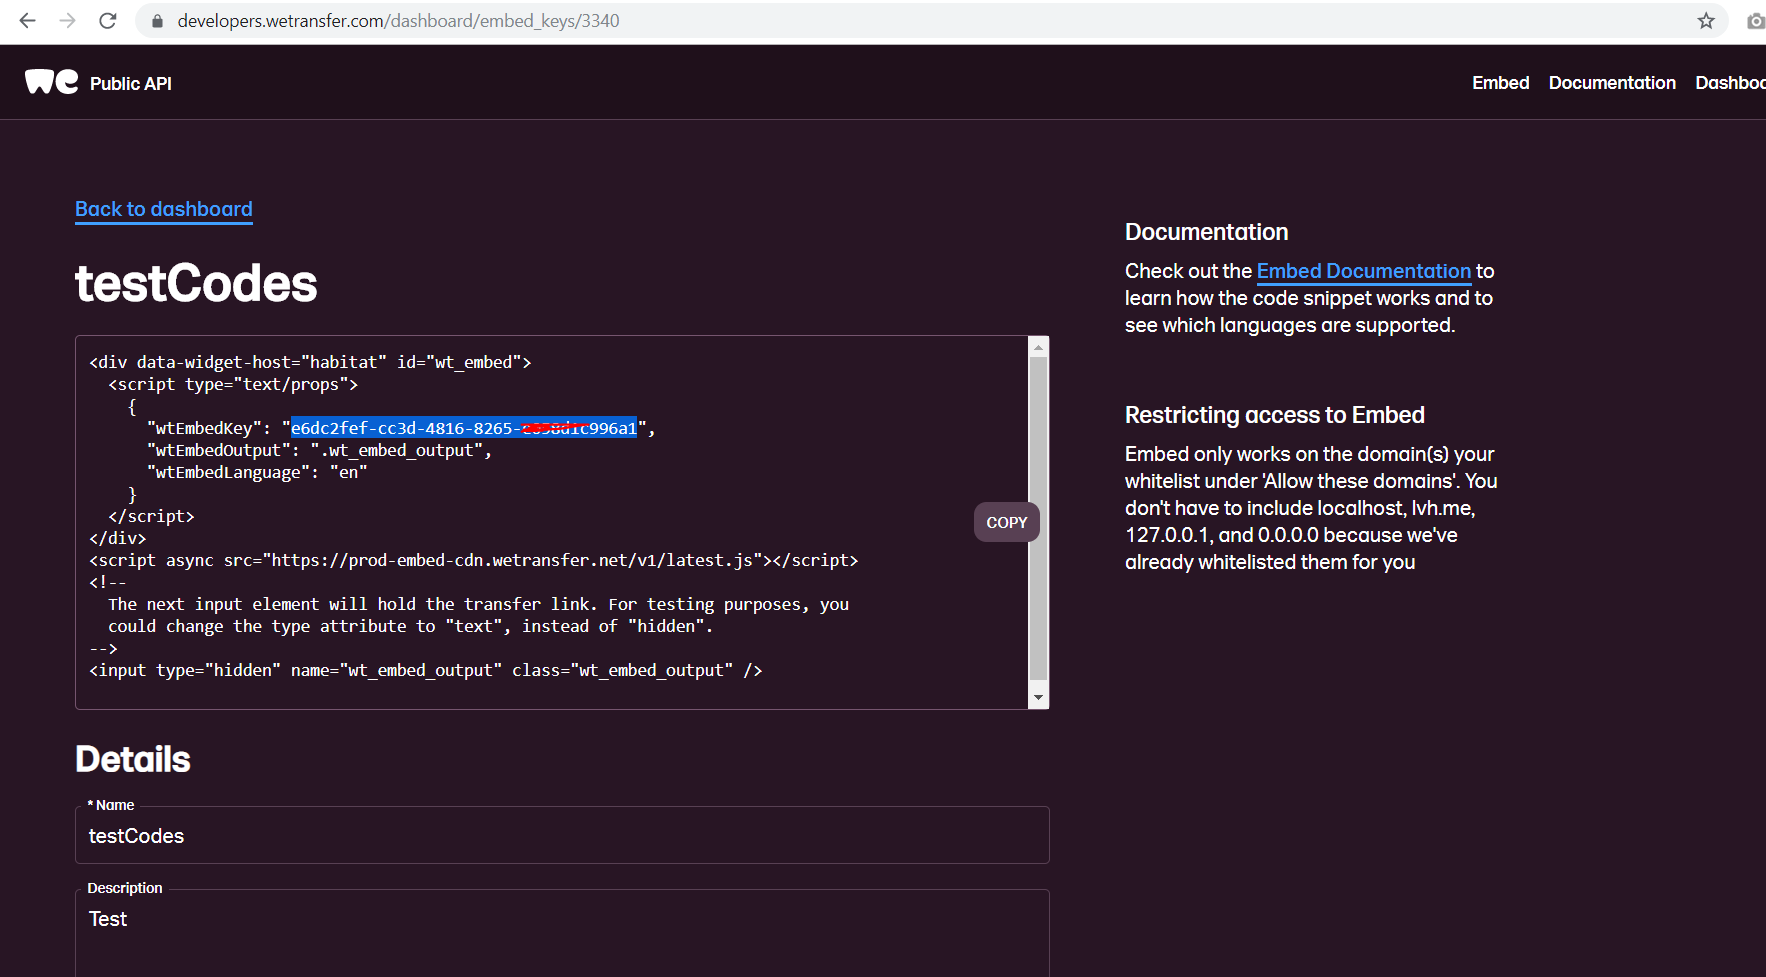 developers.wetransfer.com/dashboard/embed_keys/3340
we Public API
Embed Documentation Dashboa
Back to dashboard
testCodes
<div data-widget-host="habitat" id="wt_embed">
<script type="text/props">
{
"wtEmbedKey": "e6dc2fef-cc3d-4816-8265-996a1",
"wtEmbedOutput": ".wt_embed_output",
"wtEmbedLanguage": "en"
}
</script>
</div>
<script async src="https://prod-embed-cdn.wetransfer.net/v1/latest.js"></script>
<!--
The next input element will hold the transfer link. For testing purposes, you
could change the type attribute to "text", instead of "hidden".
-->
<input type="hidden" name="wt_embed_output" class="wt_embed_output" />
COPY
Details
* Name
testCodes
Description
Test
Documentation
Check out the Embed Documentation to
learn how the code snippet works and to
see which languages are supported.
Restricting access to Embed
Embed only works on the domain(s) your
whitelist under 'Allow these domains'. You
don't have to include localhost, lvh.me,
127.0.0.1, and 0.0.0.0 because we've
already whitelisted them for you